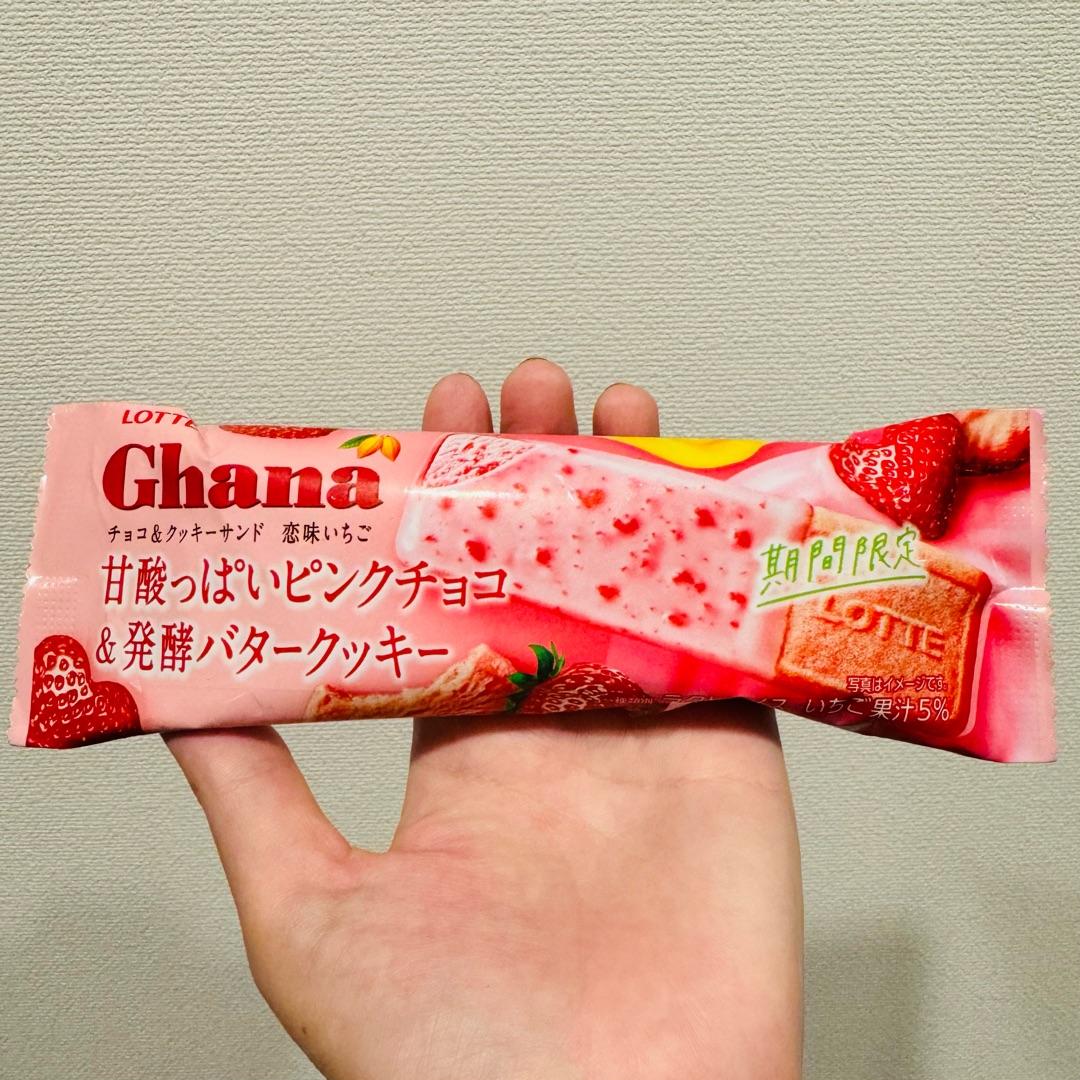 LOTTE
Ghana
チョコ&クッキーサンド 恋味いちご
甘酸っぱいピンクチョコ
&発酵バタークッキー
期間限定
LOTTE
写真はイメージです。
いちご果汁5%